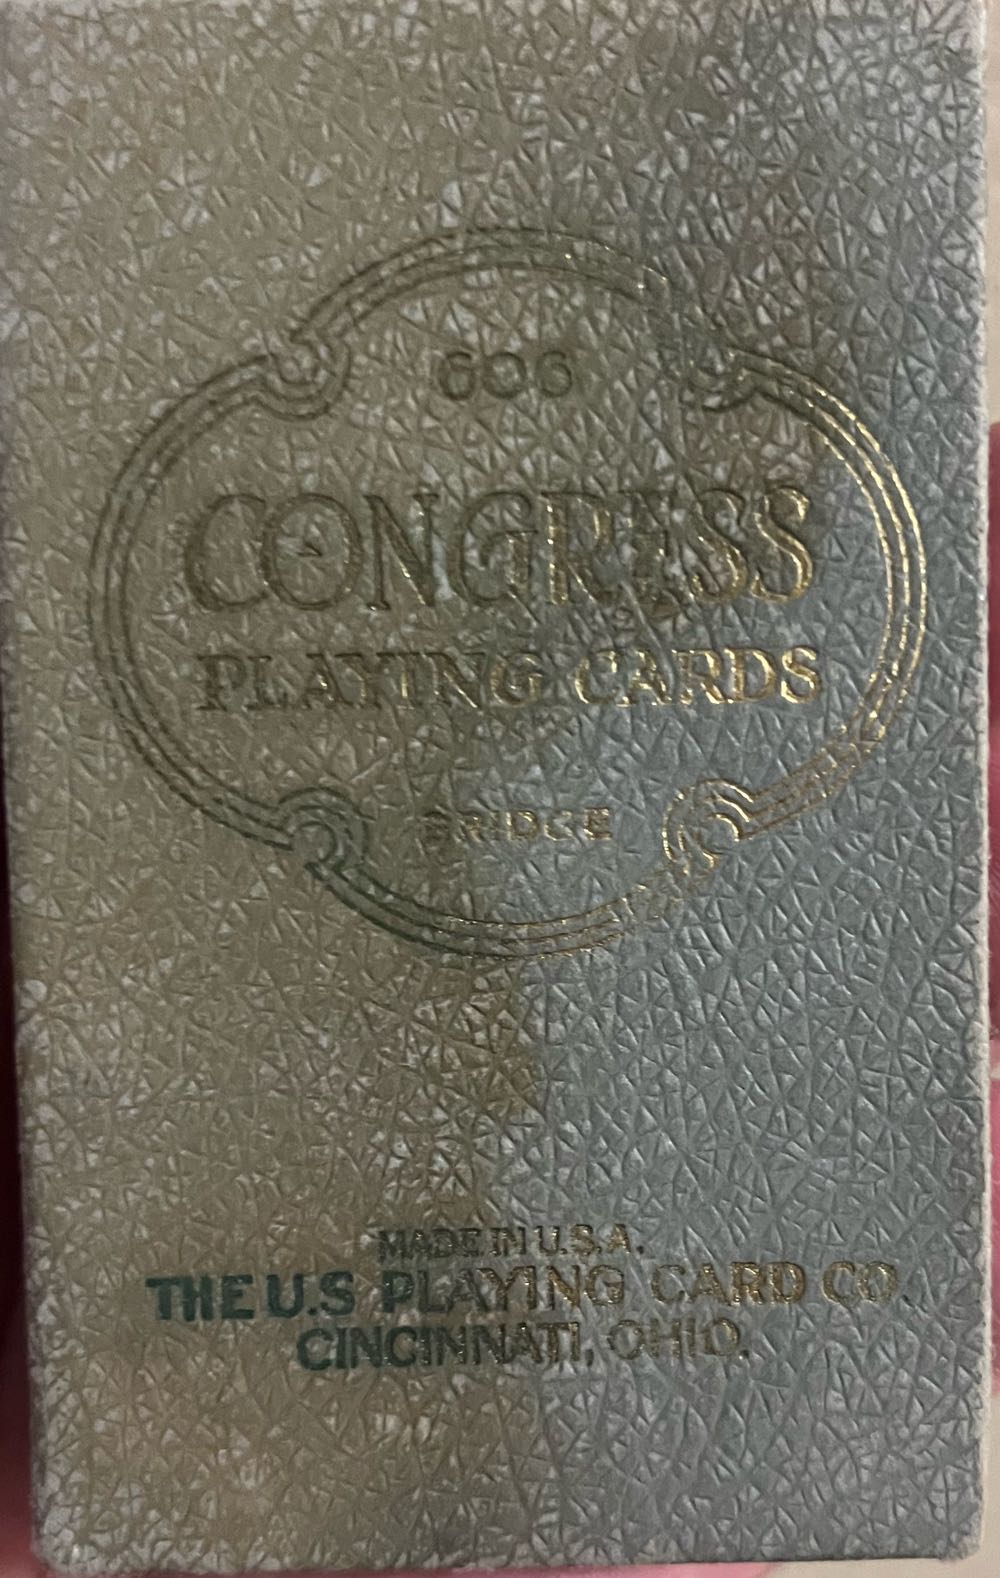 606
CONGRESS
PLAYING CARDS
BRIDGE
MADE IN U.S.A.
THE U.S PLAYING CARD CO.
CINCINNATI, OHIO.